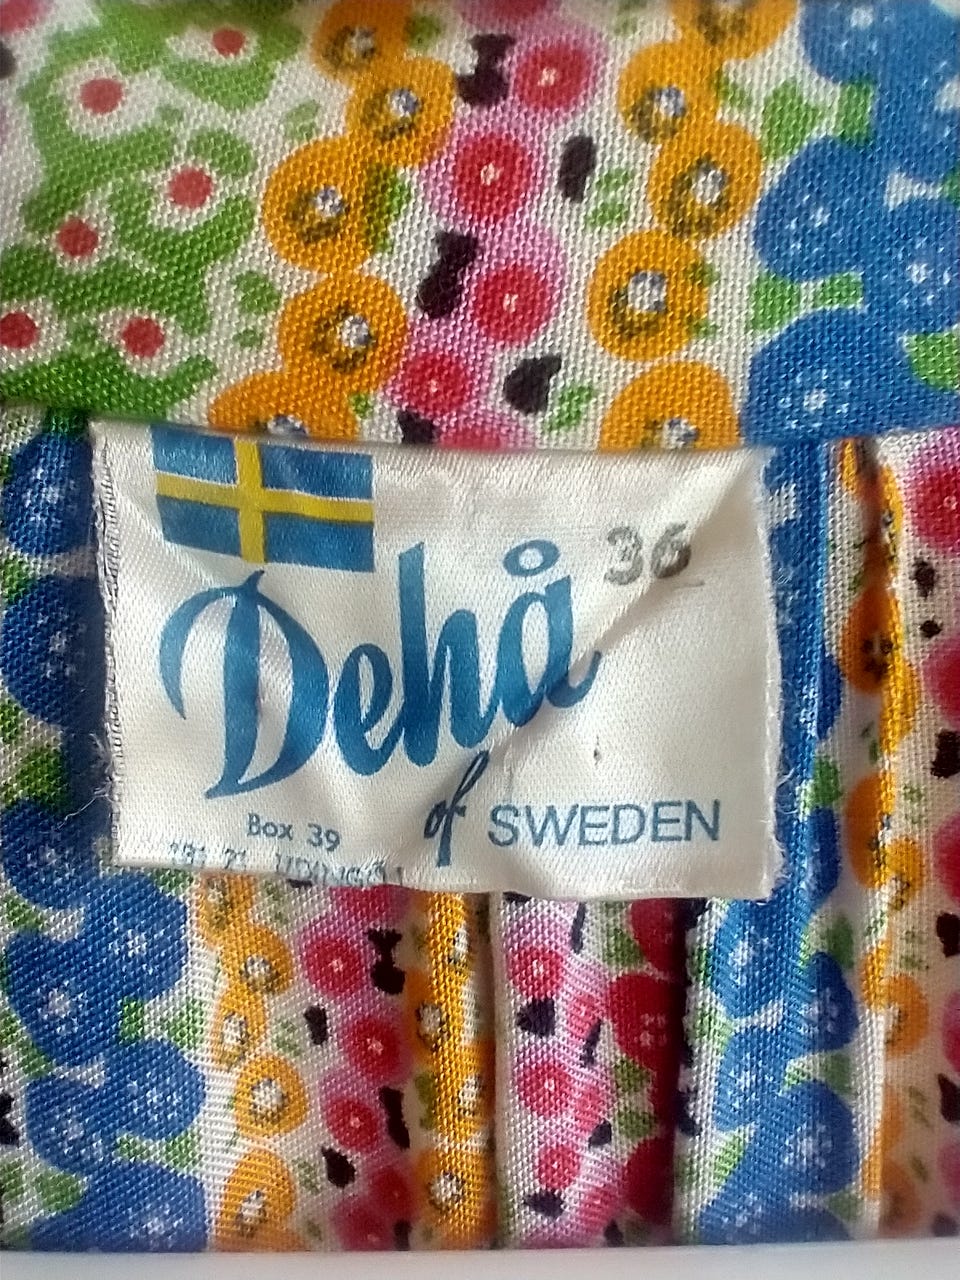 36
Dehå
of SWEDEN
Box 39